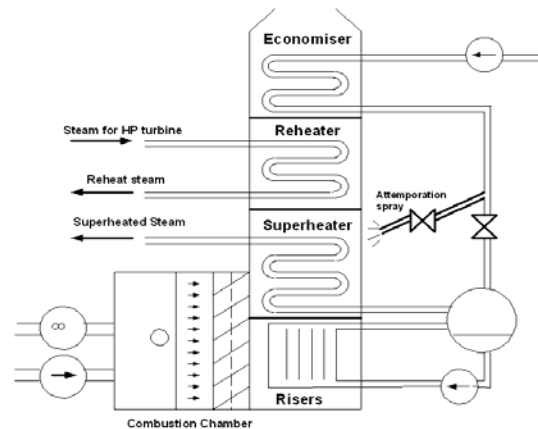 Economiser
Steam for HP turbine
Reheater
Reheat steam
Attemporation
spray
Superheated Steam
Superheater
Risers
Combustion Chamber